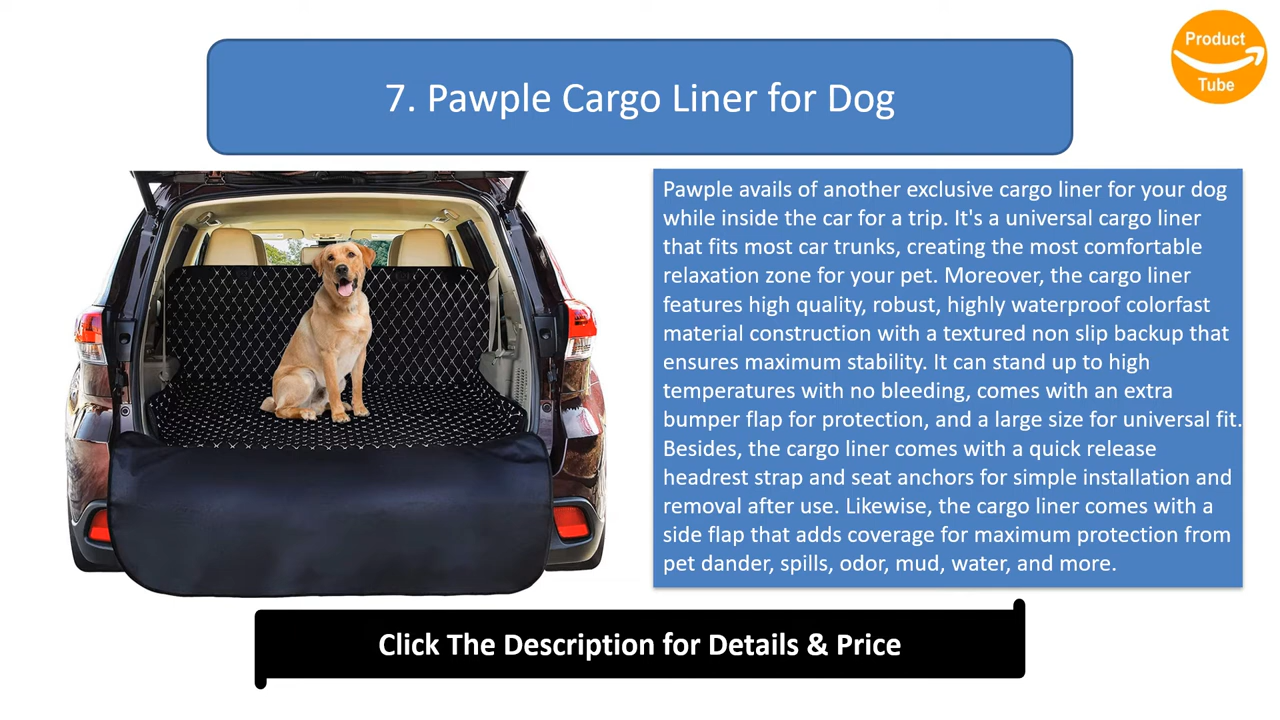 Product
Tube
7. Pawple Cargo Liner for Dog
Pawple avails of another exclusive cargo liner for your dog
while inside the car for a trip. It's a universal cargo liner
that fits most car trunks, creating the most comfortable
relaxation zone for your pet. Moreover, the cargo liner
features high quality, robust, highly waterproof colorfast
material construction with a textured non slip backup that
ensures maximum stability. It can stand up to high
temperatures with no bleeding, comes with an extra
bumper flap for protection, and a large size for universal fit.
Besides, the cargo liner comes with a quick release
headrest strap and seat anchors for simple installation and
removal after use. Likewise, the cargo liner comes with a
side flap that adds coverage for maximum protection from
pet dander, spills, odor, mud, water, and more.
Click The Description for Details & Price